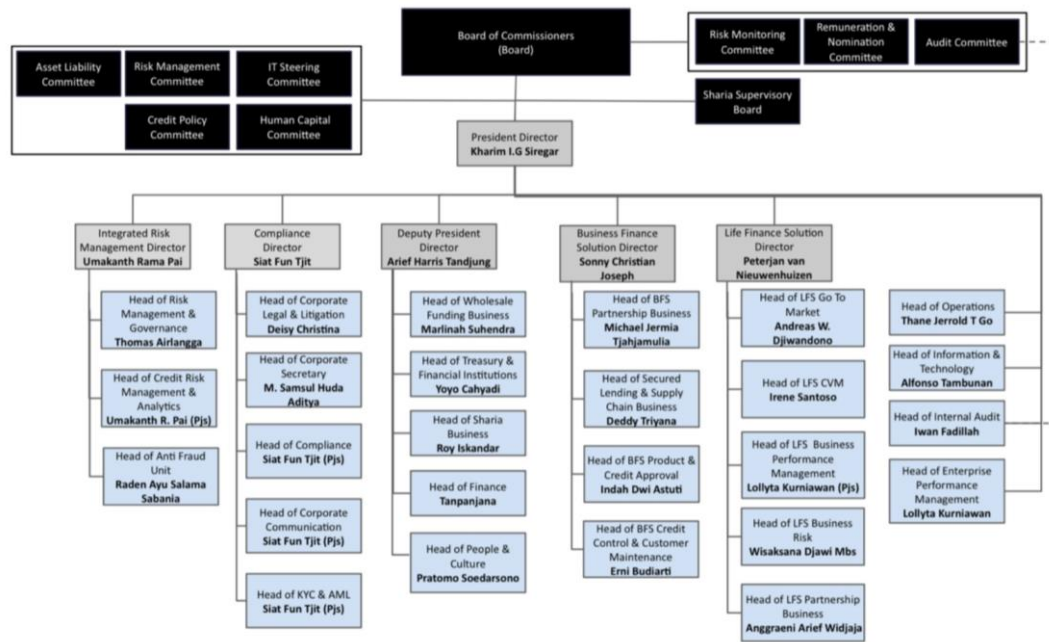 Board of Commissioners
(Board)
Risk Monitoring
Committee
Remuneration &
Nomination
Committee
Audit Committee
Asset Liability
Committee
Risk Management
Committee
IT Steering
Committee
Credit Policy
Committee
Human Capital
Committee
Sharia Supervisory
Board
President Director
Kharim I.G Siregar
Integrated Risk
Management Director
Umakanth Rama Pai
Head of Risk
Management &
Governance
Thomas Airlangga
Head of Credit Risk
Management &
Analytics
Umakanth R. Pai (Pjs)
Head of Anti Fraud
Unit
Raden Ayu Salama
Sabania
Compliance
Director
Siat Fun Tjit
Head of Corporate
Legal & Litigation
Deisy Christina
Head of Corporate
Secretary
M. Samsul Huda
Aditya
Head of Compliance
Siat Fun Tjit (Pjs)
Head of Corporate
Communication
Siat Fun Tjit (Pjs)
Head of KYC & AML
Siat Fun Tjit (Pjs)
Deputy President
Director
Arief Harris Tandjung
Head of Wholesale
Funding Business
Marlinah Suhendra
Head of Treasury &
Financial Institutions
Yoyo Cahyadi
Head of Sharia
Business
Roy Iskandar
Head of Finance
Tanpanjana
Head of People &
Culture
Pratomo Soedarsono
Business Finance
Solution Director
Sonny Christian
Joseph
Head of BFS
Partnership Business
Michael Jermia
Tjahjamulia
Head of Secured
Lending & Supply
Chain Business
Deddy Triyana
Head of BFS Product &
Credit Approval
Indah Dwi Astuti
Head of BFS Credit
Control & Customer
Maintenance
Erni Budiarti
Life Finance Solution
Director
Peterjan van
Nieuwenhuizen
Head of LFS Go To
Market
Andreas W.
Djiwandono
Head of LFS CVM
Irene Santoso
Head of LFS Business
Performance
Management
Lollyta Kurniawan (Pjs)
Head of LFS Business
Risk
Wisaksana Djawi Mbs
Head of LFS Partnership
Business
Anggraeni Arief Widjaja
Head of Operations
Thane Jerrold T Go
Head of Information &
Technology
Alfonso Tambunan
Head of Internal Audit
Iwan Fadillah
Head of Enterprise
Performance
Management
Lollyta Kurniawan